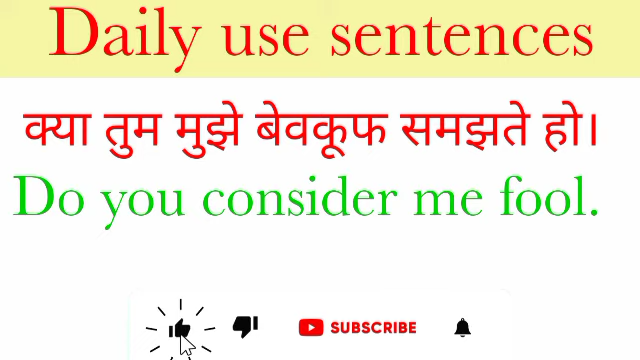 Daily use sentences
क्या तुम मुझे बेवकूफ समझते हो।
Do you consider me fool.
SUBSCRIBE